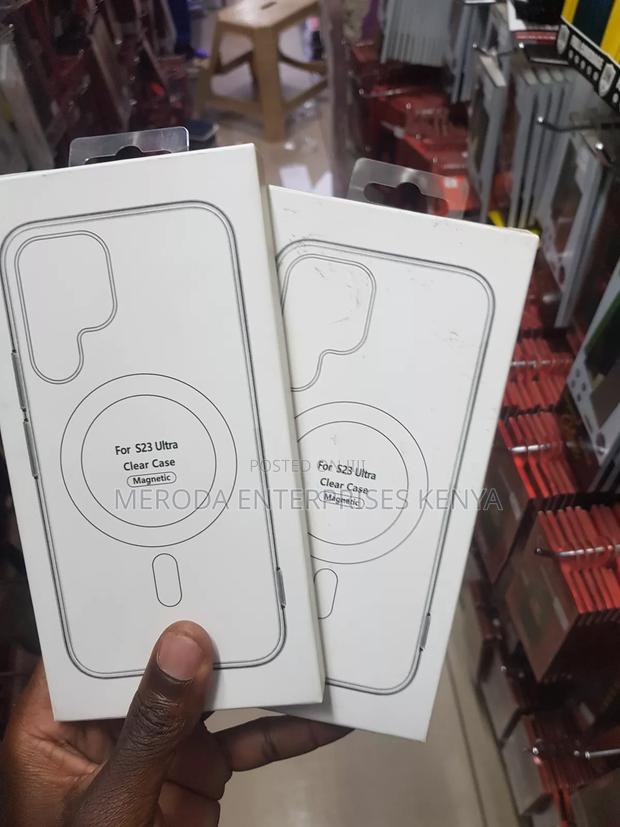 For S23 Ultra
Clear Case
Magnetic
For S23 Ultra
Clear Case
Magnetic
POSTED ON JIJI
MERODA ENTERPRISES KENYA